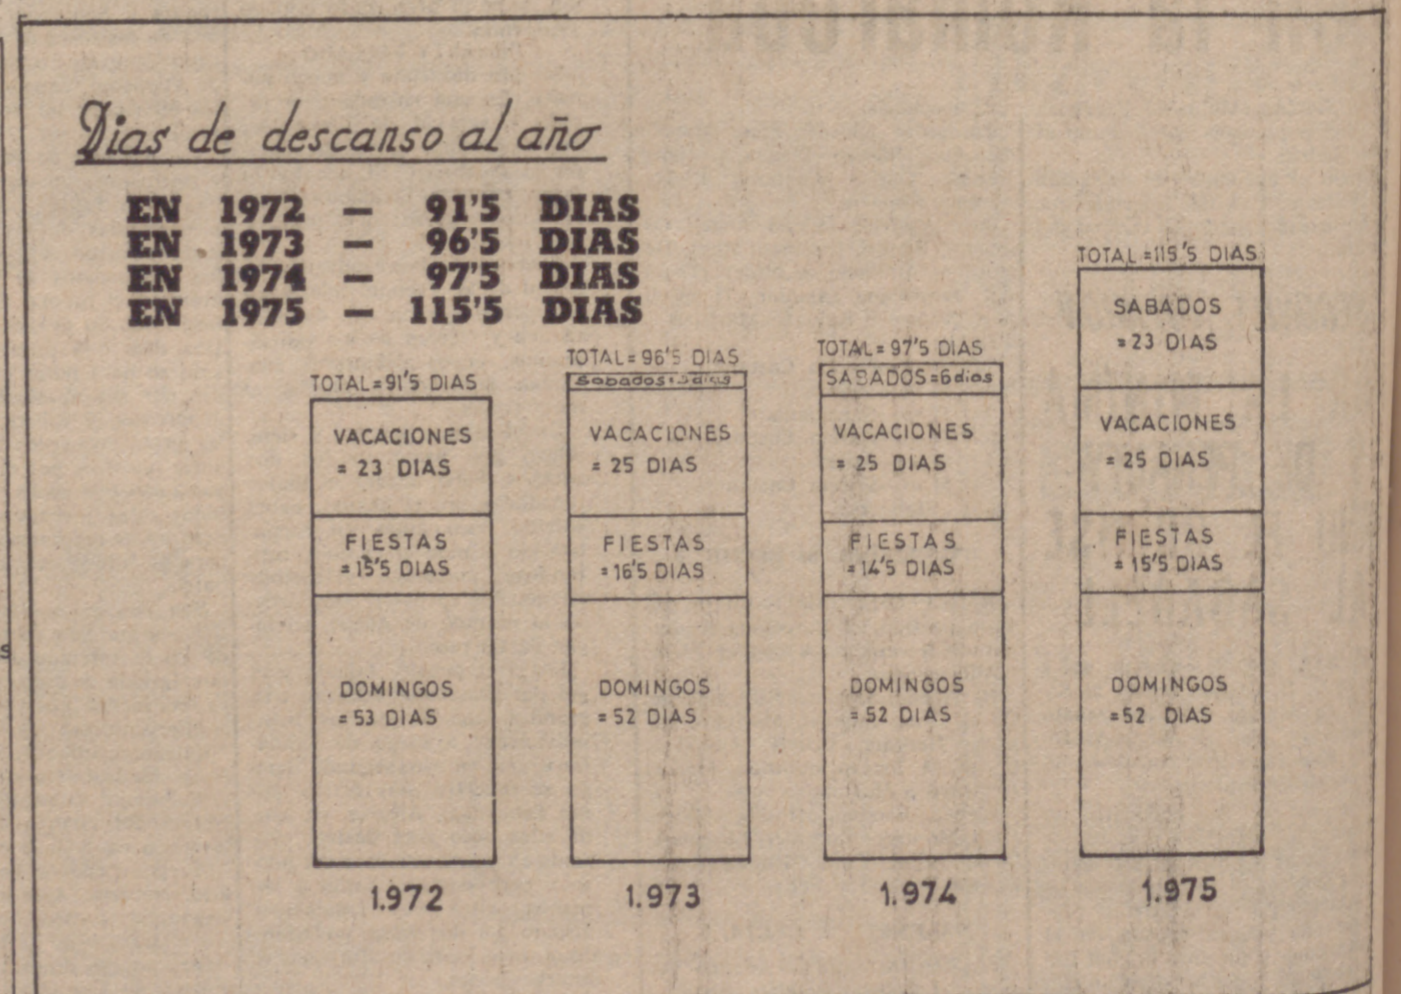 Dias de descanso al año
EN 1972 — 91'5 DIAS
EN 1973 — 96'5 DIAS
EN 1974 — 97'5 DIAS
EN 1975 — 115'5 DIAS
TOTAL=91'5 DIAS
VACACIONES
= 23 DIAS
FIESTAS
=15'5 DIAS
DOMINGOS
=53 DIAS
1.972
TOTAL=96'5 DIAS
Sabados=3dias
VACACIONES
= 25 DIAS
FIESTAS
=16'5 DIAS
DOMINGOS
=52 DIAS
1.973
TOTAL=97'5 DIAS
SABADOS=6dias
VACACIONES
= 25 DIAS
FIESTAS
=14'5 DIAS
DOMINGOS
=52 DIAS
1.974
TOTAL=115'5 DIAS
SABADOS
=23 DIAS
VACACIONES
= 25 DIAS
FIESTAS
= 15'5 DIAS
DOMINGOS
=52 DIAS
1.975